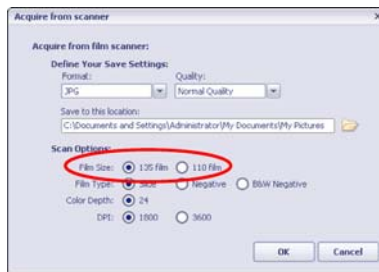 Acquire from scanner
Acquire from film scanner:
Define Your Save Settings:
Format: Quality:
JPG Normal Quality
Save to this location:
C:\Documents and Settings\Administrator\My Documents\My Pictures
Scan Options:
Film Size: 135 film 110 film
Film Type: Slide Negative B&W Negative
Color Depth: 24
DPI: 1800 3600
OK Cancel